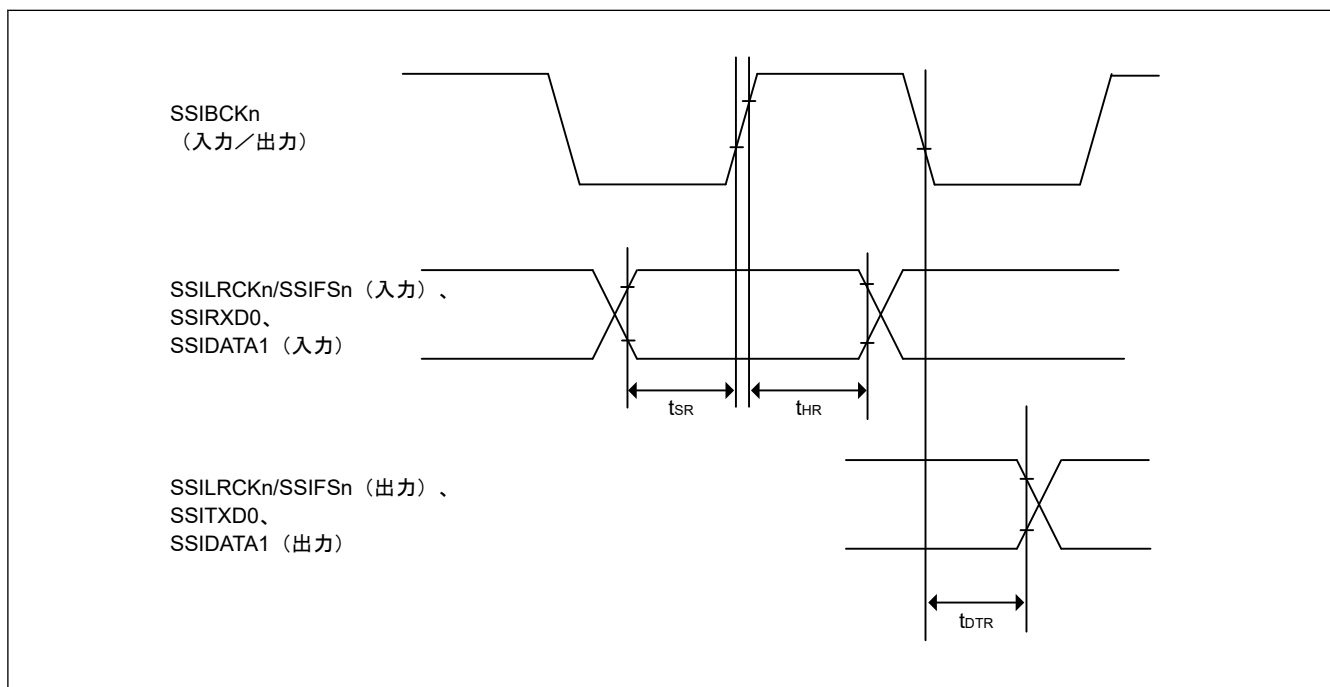 SSIBCKn
（入力／出力）
SSILRCKn/SSIFSn（入力）、
SSIRXD0、
SSIDATA1（入力）
tSR
tHR
SSILRCKn/SSIFSn（出力）、
SSITXD0、
SSIDATA1（出力）
tDTR